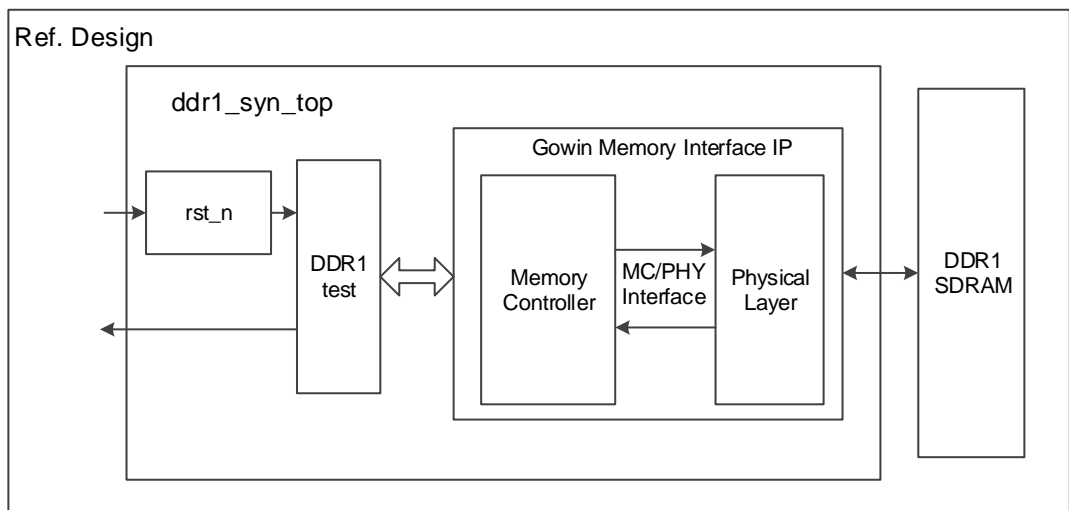 Ref. Design
ddr1_syn_top
Gowin Memory Interface IP
rst_n
DDR1
test
Memory
Controller
MC/PHY
Interface
Physical
Layer
DDR1
SDRAM